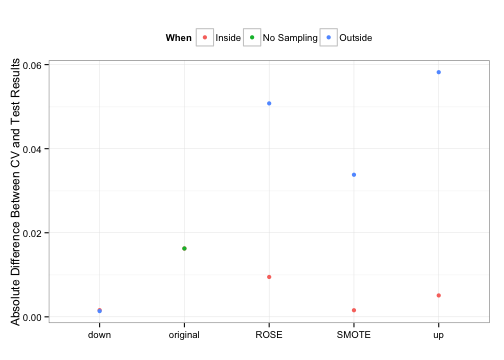 When Inside No Sampling Outside
Absolute Difference Between CV and Test Results
0.06
0.04
0.02
0.00
down original ROSE SMOTE up